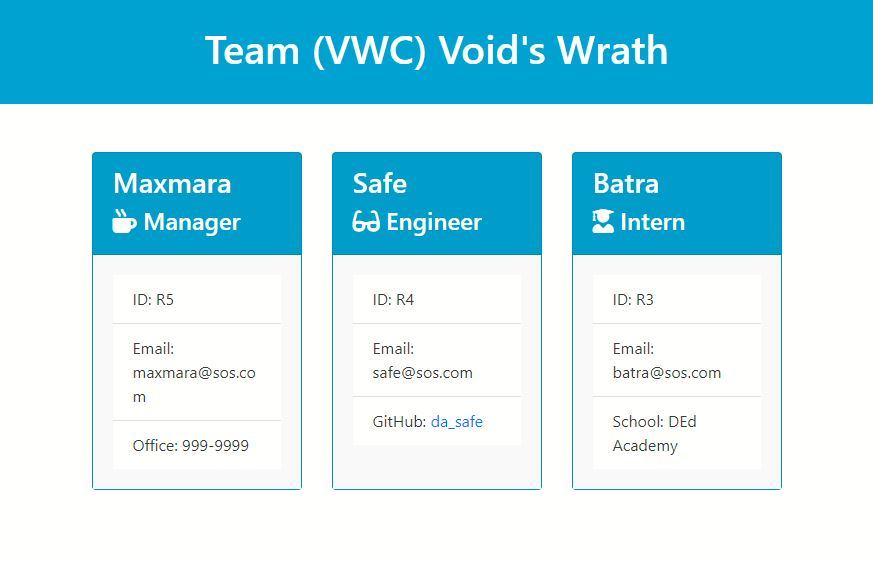 Team (VWC) Void's Wrath
Maxmara
Manager
ID: R5
Email:
maxmara@sos.co
m
Office: 999-9999
Safe
Engineer
ID: R4
Email:
safe@sos.com
GitHub: da_safe
Batra
Intern
ID: R3
Email:
batra@sos.com
School: DEd
Academy